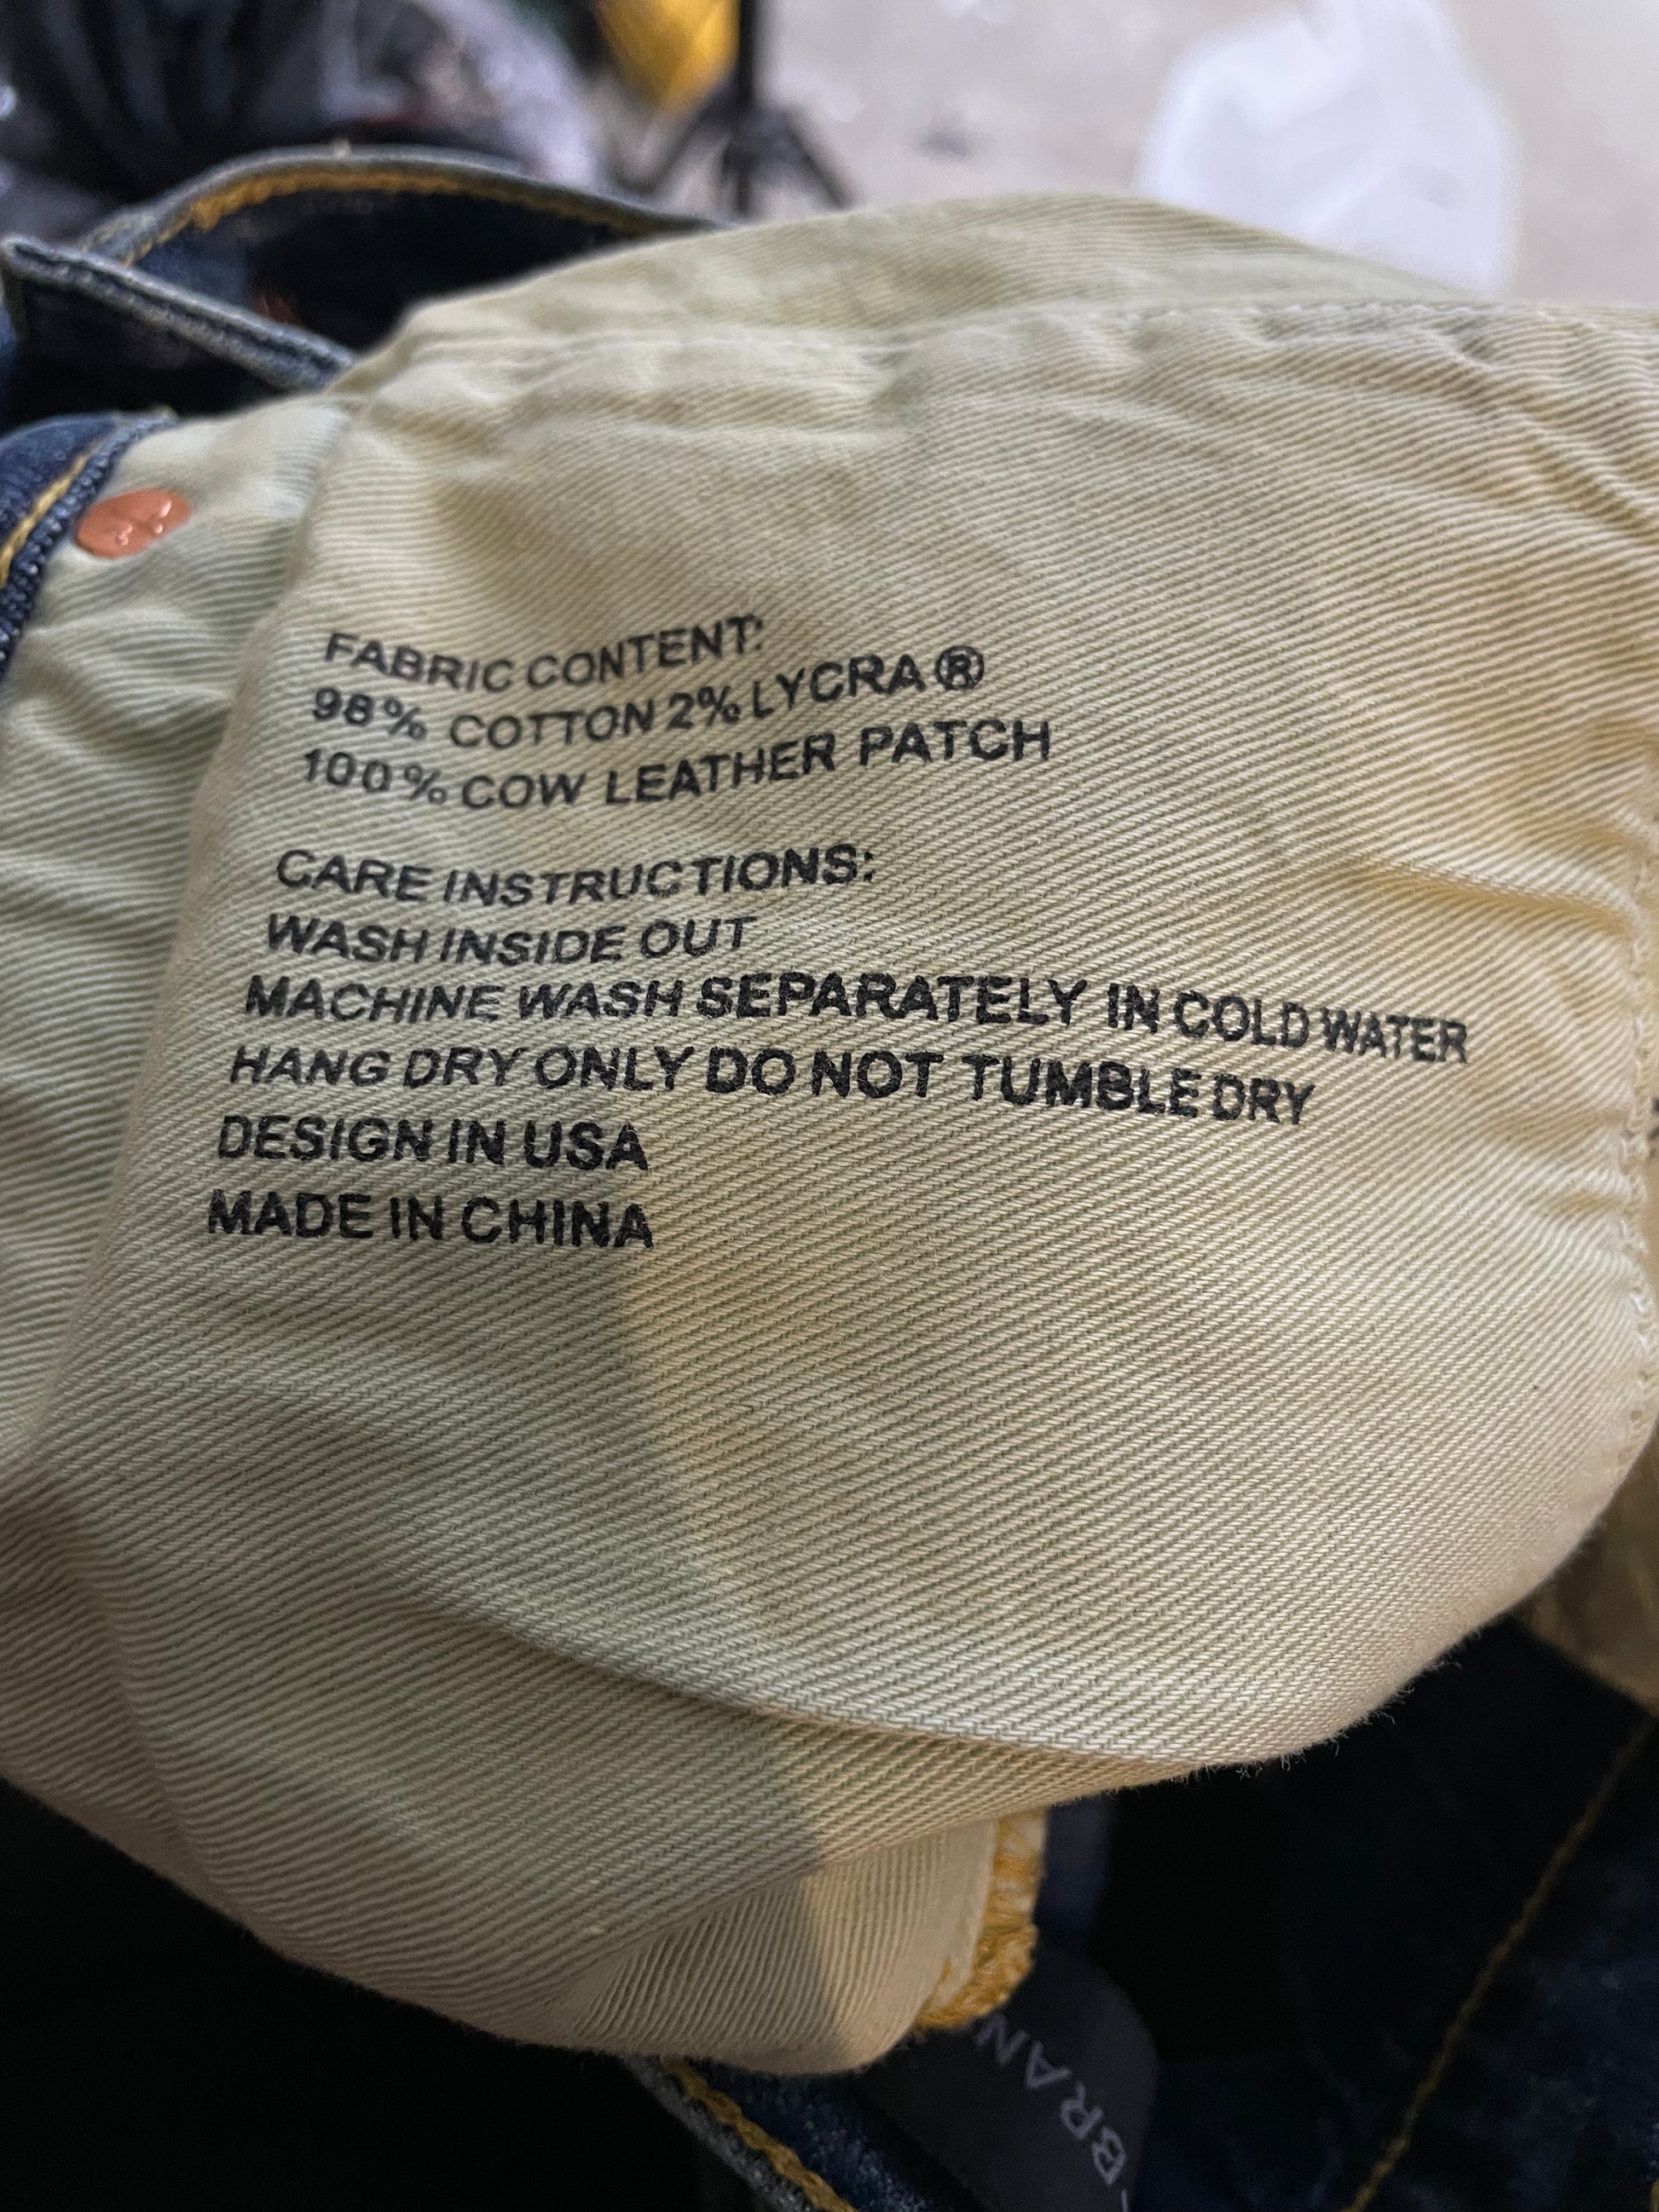 FABRIC CONTENT:
98% COTTON 2% LYCRA®
100% COW LEATHER PATCH
CARE INSTRUCTIONS:
WASH INSIDE OUT
MACHINE WASH SEPARATELY IN COLD WATER
HANG DRY ONLY DO NOT TUMBLE DRY
DESIGN IN USA
MADE IN CHINA